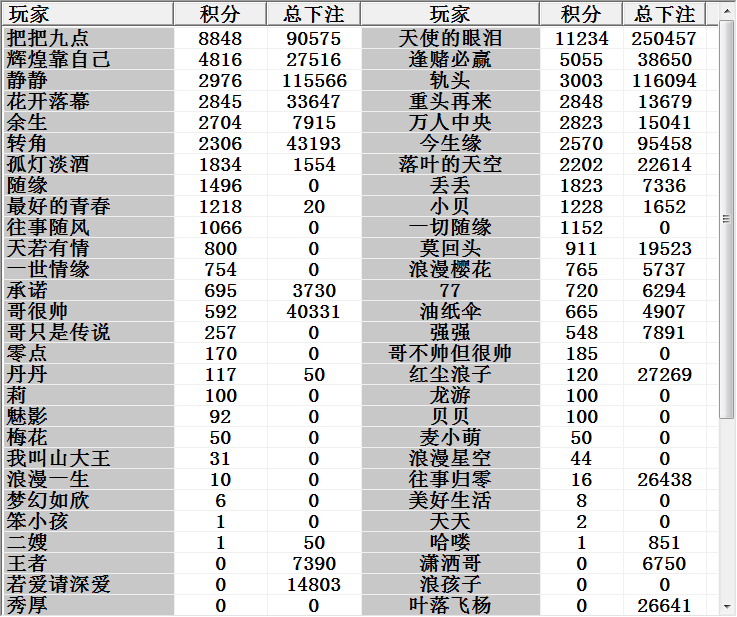 玩家 积分 总下注 玩家 积分 总下注
把把九点 8848 90575 天使的眼泪 11234 250457
辉煌靠自己 4816 27516 逢赌必赢 5055 38650
静静 2976 115566 轨头 3003 116094
花开落幕 2845 33647 重头再来 2848 13679
余生 2704 7915 万人中央 2823 15041
转角 2306 43193 今生缘 2570 95458
孤灯淡酒 1834 1554 落叶的天空 2202 22614
随缘 1496 0 丢丢 1823 7336
最好的青春 1218 20 小贝 1228 1652
往事随风 1066 0 一切随缘 1152 0
天若有情 800 0 莫回头 911 19523
一世情缘 754 0 浪漫樱花 765 5737
承诺 695 3730 77 720 6294
哥很帅 592 40331 油纸伞 665 4907
哥只是传说 257 0 强强 548 7891
零点 170 0 哥不帅但很帅 185 0
丹丹 117 50 红尘浪子 120 27269
莉 100 0 龙游 100 0
魅影 92 0 贝贝 100 0
梅花 50 0 麦小萌 50 0
我叫山大王 31 0 浪漫星空 44 0
浪漫一生 10 0 往事归零 16 26438
梦幻如欣 6 0 美好生活 8 0
笨小孩 1 0 天天 2 0
二嫂 1 50 哈喽 1 851
王者 0 7390 潇洒哥 0 6750
若爱请深爱 0 14803 浪孩子 0 0
秀厚 0 0 叶落飞杨 0 26641